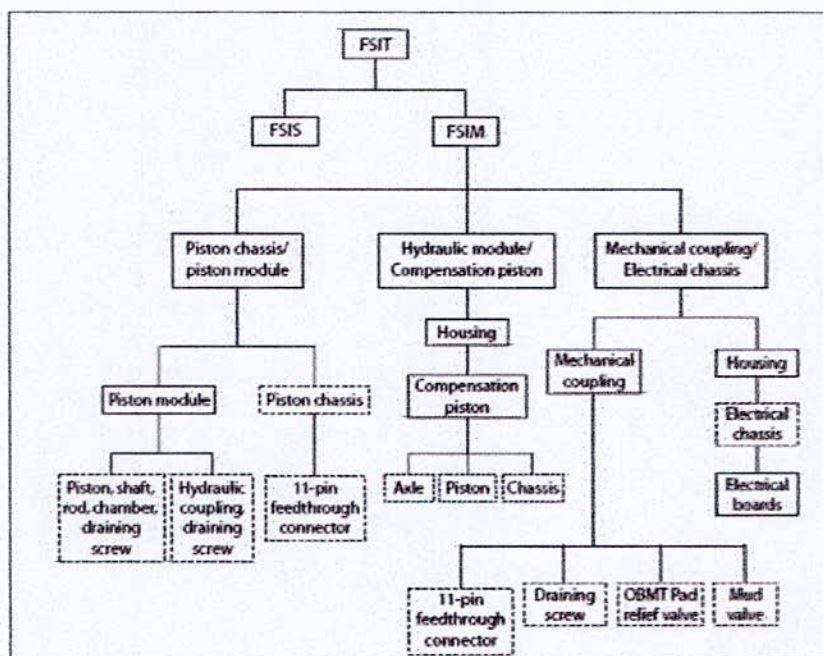 FSIT
FSIS
FSIM
Piston chassis/
piston module
Hydraulic module/
Compensation piston
Mechanical coupling/
Electrical chassis
Piston module
Piston chassis
Housing
Compensation
piston
Mechanical
coupling
Housing
Electrical
chassis
Electrical
boards
Piston, shaft,
rod, chamber,
draining
screw
Hydraulic
coupling,
draining
screw
11-pin
feedthrough
connector
Axle
Piston
Chassis
11-pin
feedthrough
connector
Draining
screw
OBMT Pad
relief valve
Mud
valve